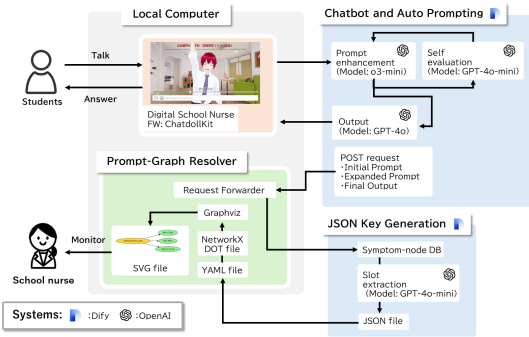 Local Computer
Chatbot and Auto Prompting
Talk
Answer
Students
Digital School Nurse
FW: ChatdollKit
Prompt
enhancement
(Model: o3-mini)
Self
evaluation
(Model: GPT-4o-mini)
Output
(Model: GPT-4o)
POST request
・Initial Prompt
・Expanded Prompt
・Final Output
Prompt-Graph Resolver
Request Forwarder
Graphviz
NetworkX
DOT file
YAML file
SVG file
Monitor
School nurse
JSON Key Generation
Symptom-node DB
Slot
extraction
(Model: GPT-4o-mini)
JSON file
Systems: :Dify :OpenAI